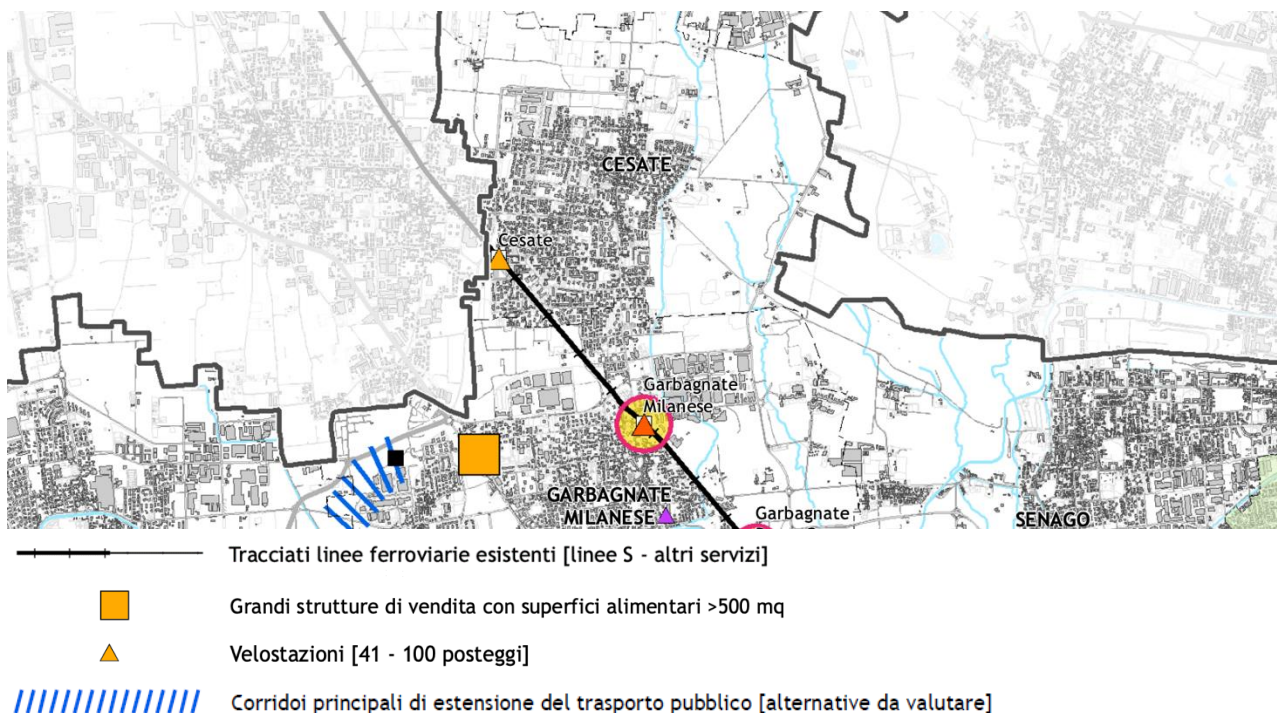 CESATE
Cesate
Garbagnate
Milanese
GARBAGNATE
MILANESE
Garbagnate
SENAGO
Tracciati linee ferroviarie esistenti [linee S - altri servizi]
Grandi strutture di vendita con superfici alimentari >500 mq
Velostazioni [41 - 100 posteggi]
Corridoi principali di estensione del trasporto pubblico [alternative da valutare]